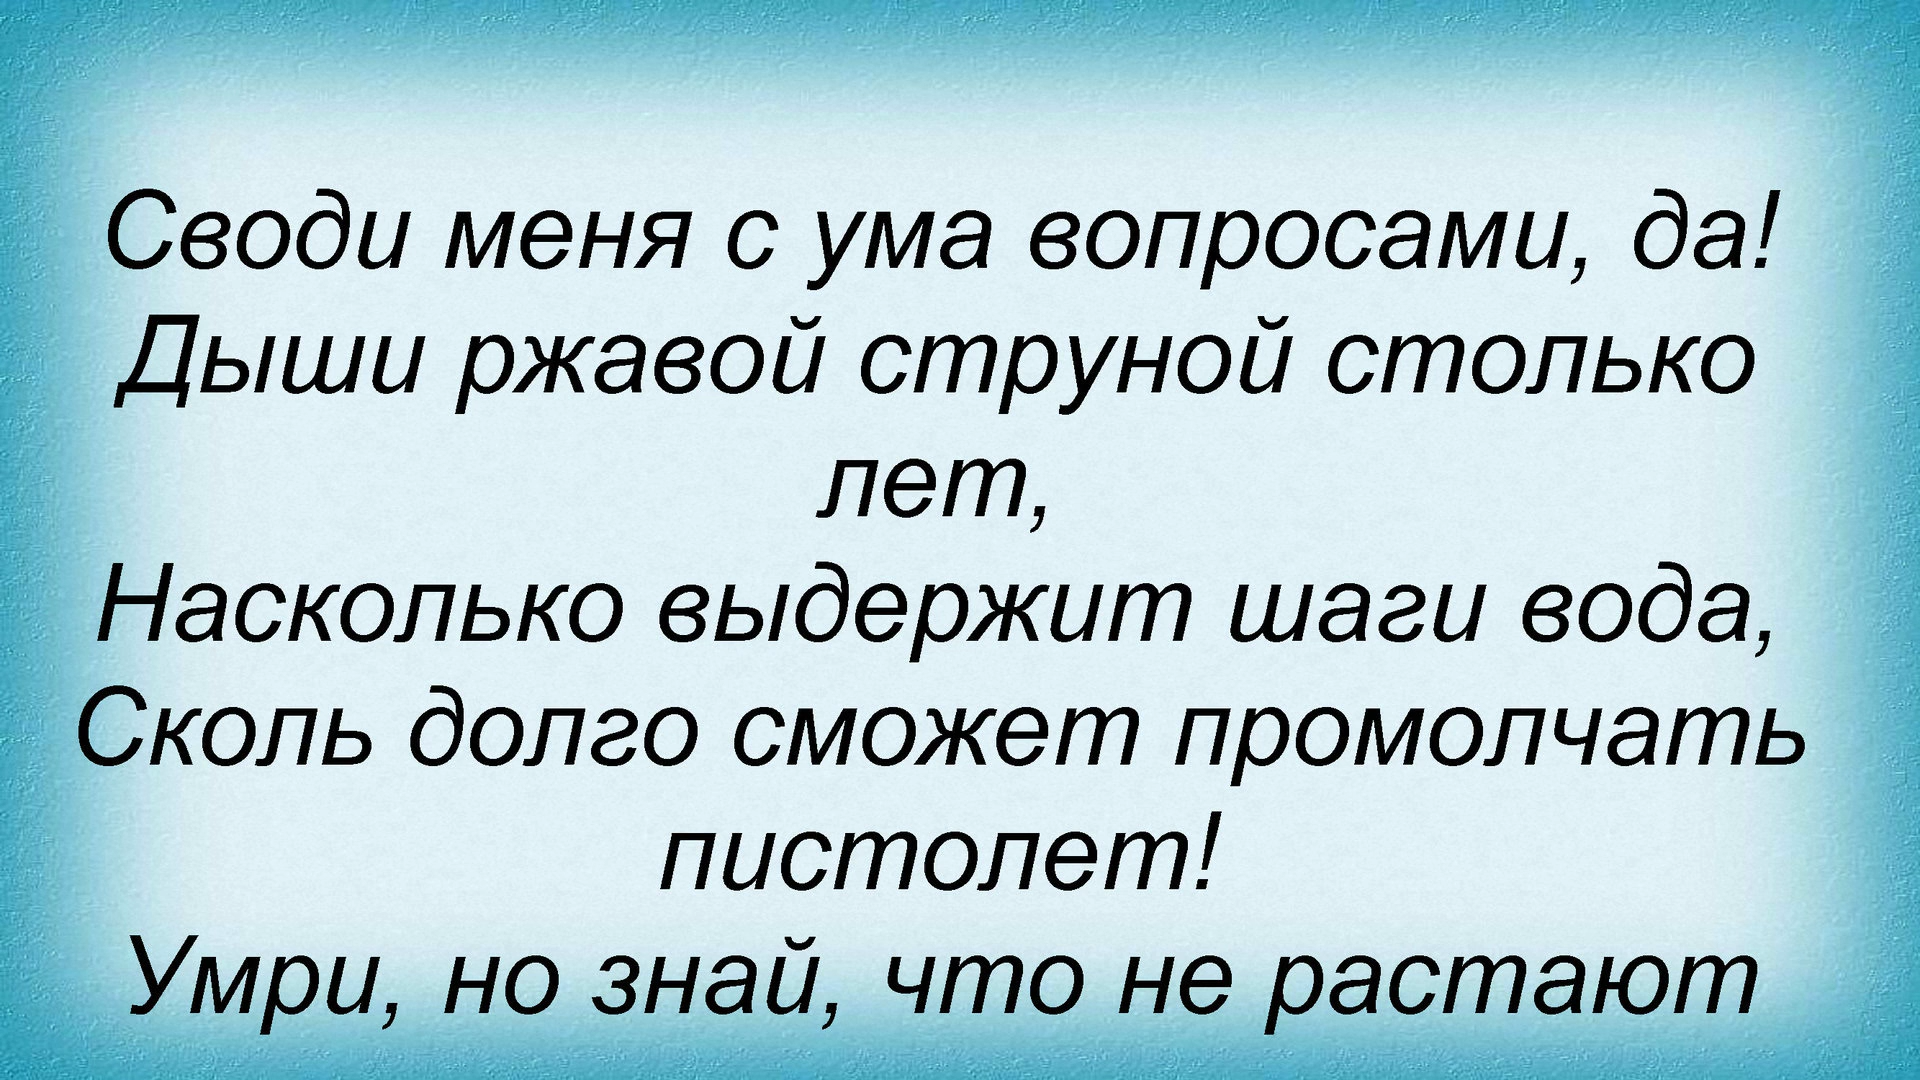 Своди меня с ума вопросами, да!
Дыши ржавой струной столько
лет,
Насколько выдержит шаги вода,
Сколь долго сможет промолчать
пистолет!
Умри, но знай, что не растают